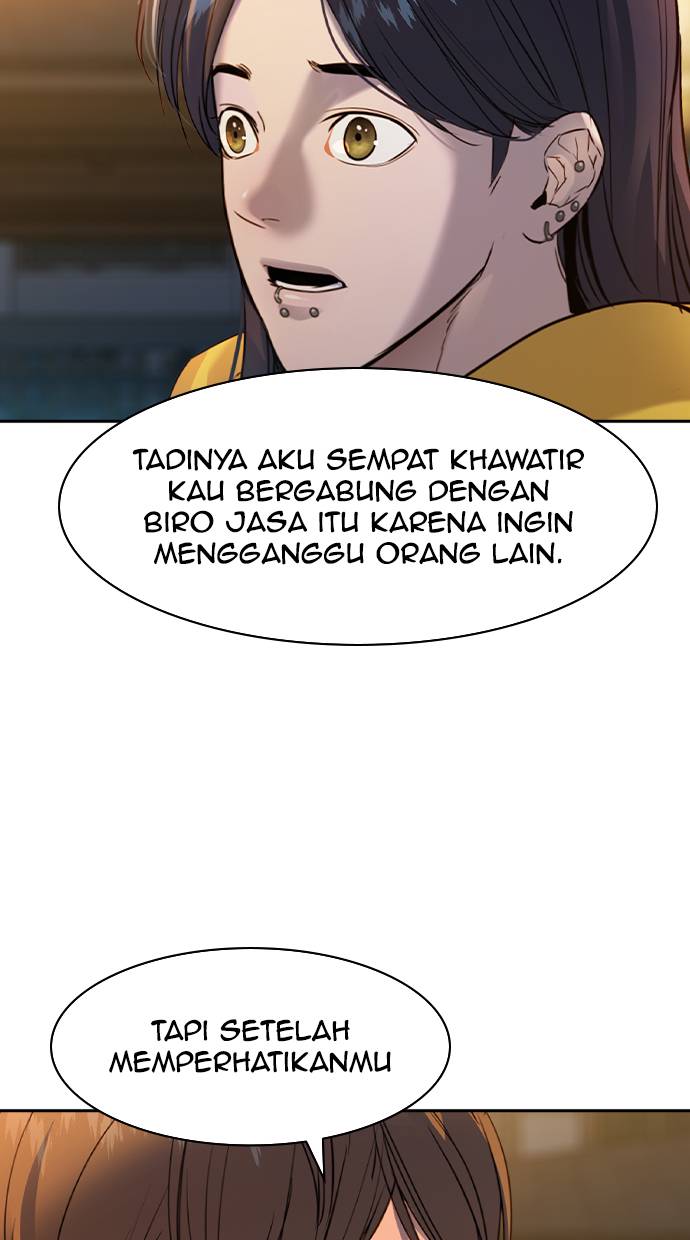 TADINYA AKU SEMPAT KHAWATIR
KAU BERGABUNG DENGAN
BIRO JASA ITU KARENA INGIN
MENGGANGGU ORANG LAIN.
TAPI SETELAH
MEMPERHATIKANMU